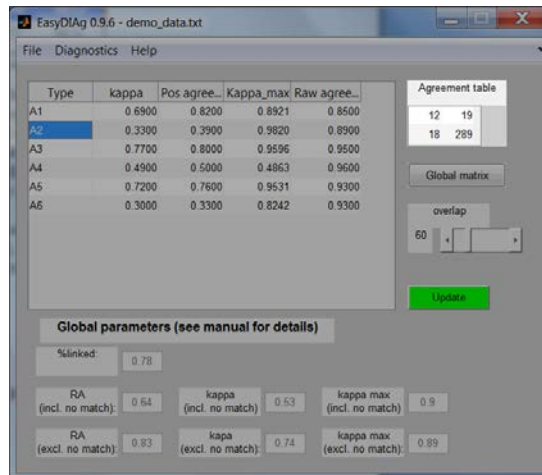 EasyDIAg 0.9.6 - demo_data.txt
File Diagnostics Help
Type kappa Pos agree... Kappa_max Raw agree...
A1 0.6900 0.8200 0.8921 0.8500
A2 0.3300 0.3900 0.9820 0.8900
A3 0.7700 0.8000 0.9596 0.9500
A4 0.4900 0.5000 0.4863 0.9600
A5 0.7200 0.7600 0.9531 0.9300
A6 0.3000 0.3300 0.8242 0.9300
Agreement table
12 19
18 289
Global matrix
overlap
60
Update
Global parameters (see manual for details)
%linked: 0.78
RA
(incl. no match): 0.64
kappa
(incl. no match) 0.53
kappa max
(incl. no match) 0.9
RA
(excl. no match): 0.83
kapa
(excl. no match): 0.74
kappa max
(excl. no match): 0.89